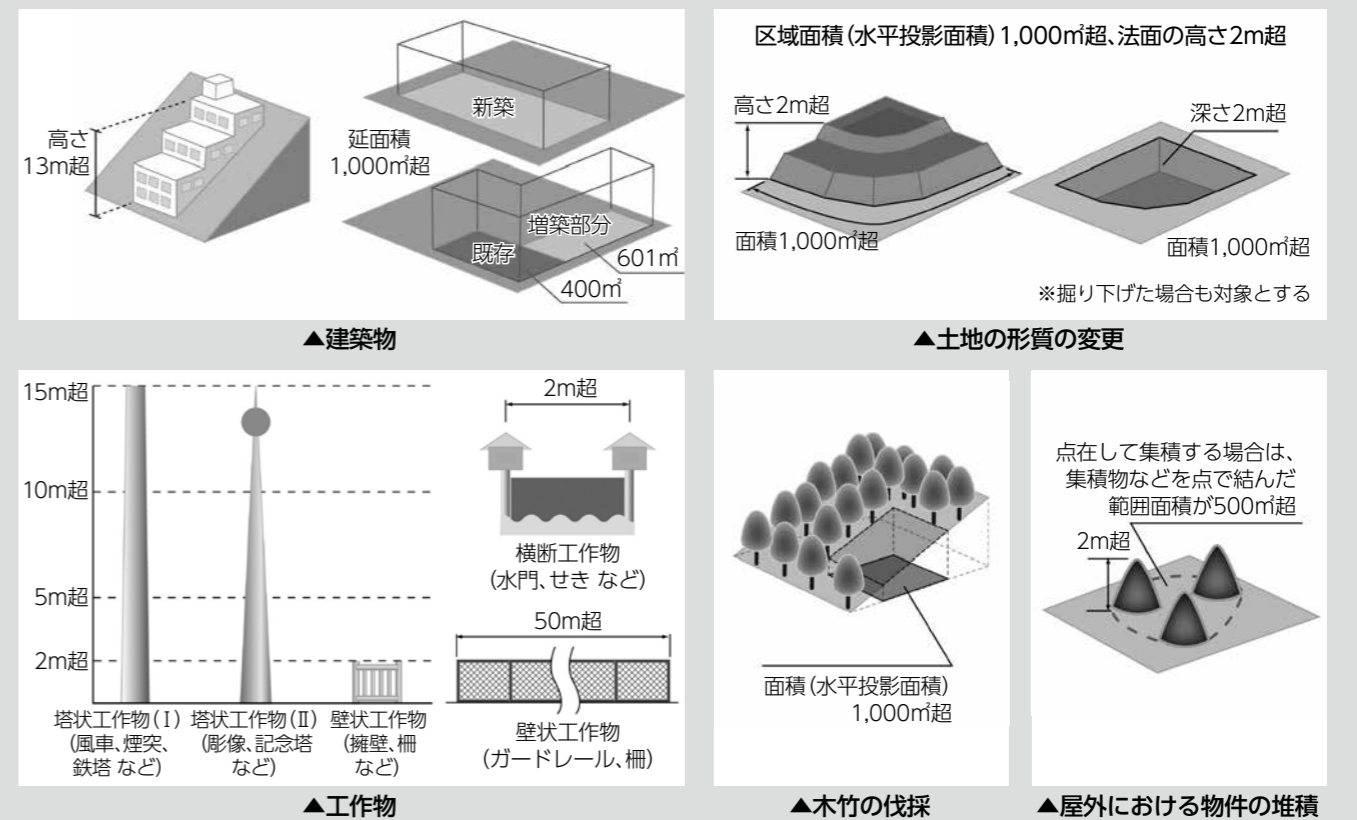 高さ
13m超
延面積
1,000㎡超
新築
増築部分
既存
601㎡
400㎡
▲建築物
区域面積(水平投影面積)1,000㎡超、法面の高さ2m超
高さ2m超
面積1,000㎡超
深さ2m超
面積1,000㎡超
※掘り下げた場合も対象とする
▲土地の形質の変更
15m超
10m超
5m超
2m超
塔状工作物(Ⅰ)
(風車、煙突、
鉄塔 など)
塔状工作物(Ⅱ)
(彫像、記念塔
など)
壁状工作物
(擁壁、柵
など)
2m超
横断工作物
(水門、せき など)
50m超
壁状工作物
(ガードレール、柵)
▲工作物
面積(水平投影面積)
1,000㎡超
▲木竹の伐採
点在して集積する場合は、
集積物などを点で結んだ
範囲面積が500㎡超
2m超
▲屋外における物件の堆積